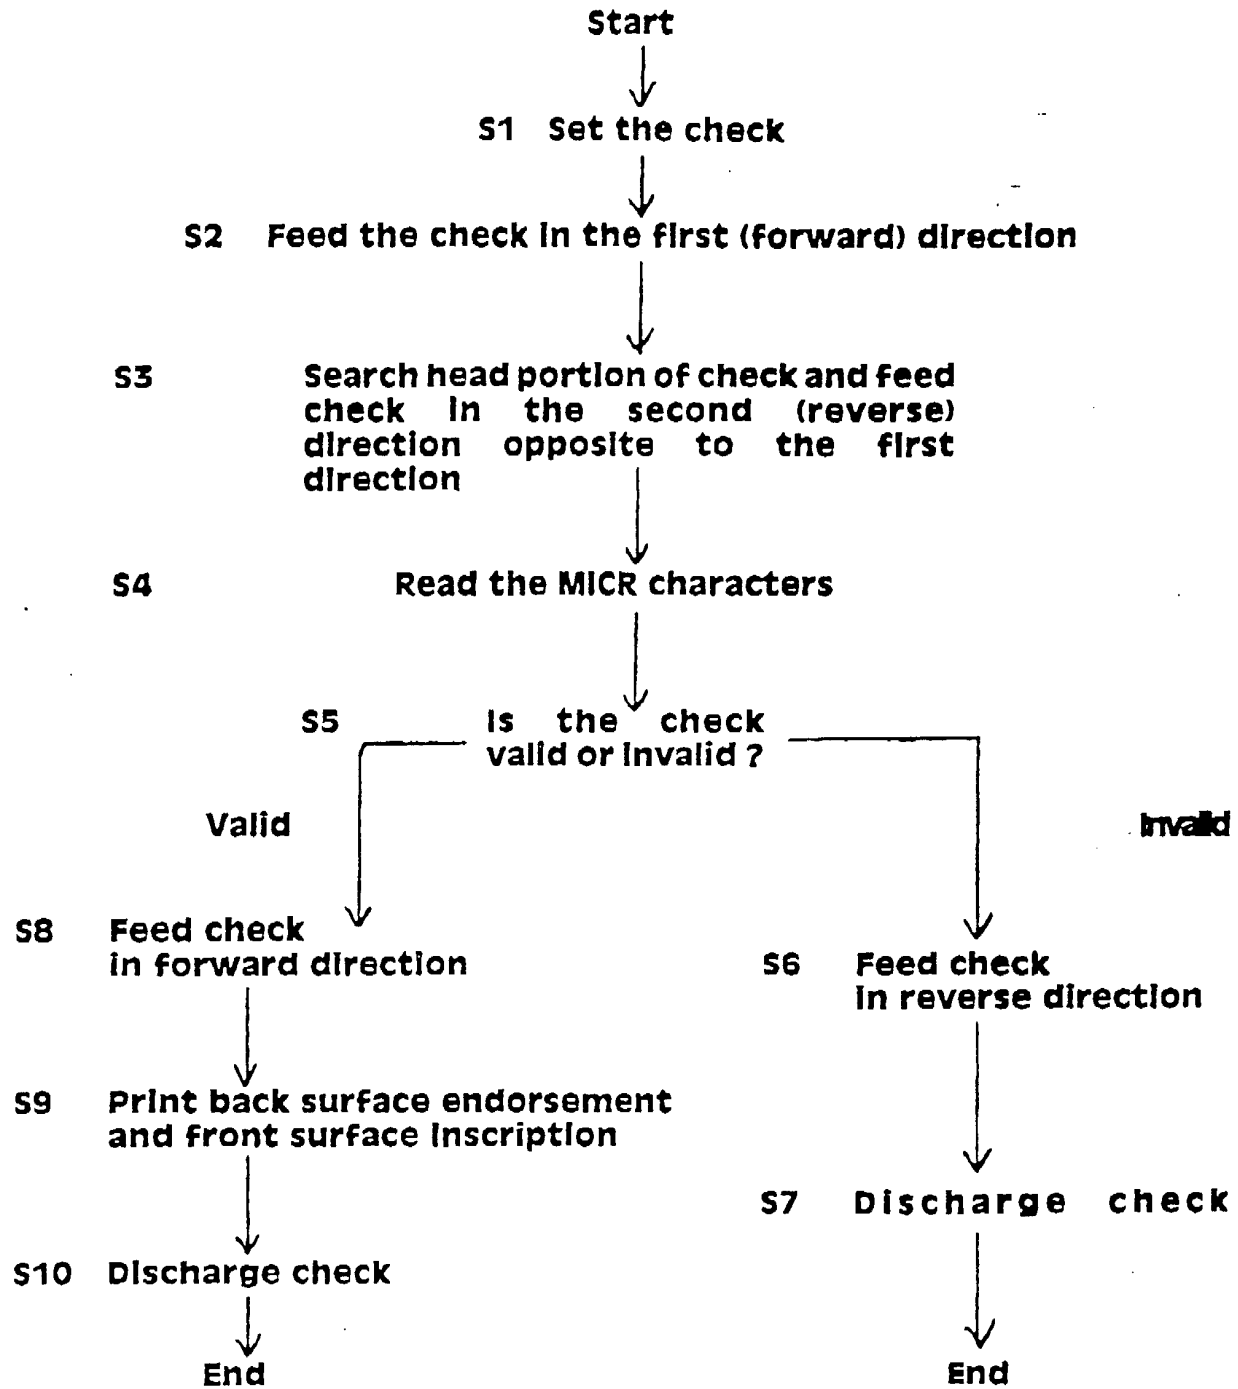 Start
S1 Set the check
S2 Feed the check in the first (forward) direction
S3 Search head portion of check and feed
check in the second (reverse)
direction opposite to the first
direction
S4 Read the MICR characters
S5 Is the check
valid or invalid ?
Valid
Invalid
S8 Feed check
in forward direction
S6 Feed check
in reverse direction
S9 Print back surface endorsement
and front surface inscription
S7 Discharge check
S10 Discharge check
End
End